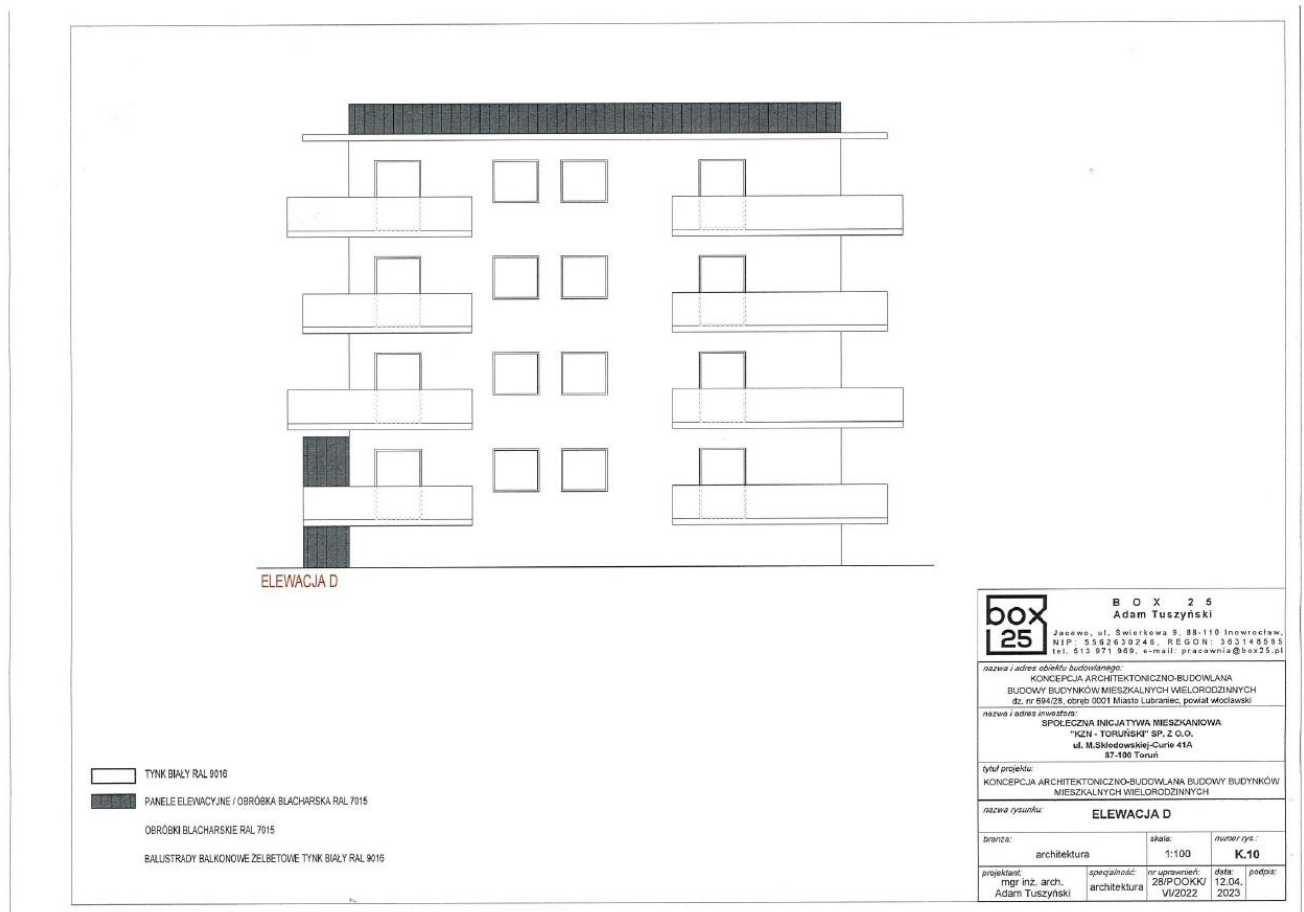 ELEWACJA D
TYNK BIAŁY RAL 9016
PANELE ELEWACYJNE / OBRÓBKA BLACHARSKA RAL 7015
OBRÓBKI BLACHARSKIE RAL 7015
BALUSTRADY BALKONOWE ŻELBETOWE TYNK BIAŁY RAL 9016
box
25
BOX 25
Adam Tuszyński
Jacewo, ul. Świerkowa 9, 88-110 Inowrocław,
NIP: 5562630246, REGON: 363148595
tel. 513 971 969, e-mail: pracownia@box25.pl
nazwa i adres obiektu budowlanego:
KONCEPCJA ARCHITEKTONICZNO-BUDOWLANA
BUDOWY BUDYNKÓW MIESZKALNYCH WIELORODZINNYCH
dz. nr 694/28, obręb 0001 Miasto Lubraniec, powiat włocławski
nazwa i adres inwestora:
SPOŁECZNA INICJATYWA MIESZKANIOWA
"KZN - TORUŃSKI" SP. Z O.O.
ul. M.Skłodowskiej-Curie 41A
87-100 Toruń
tytuł projektu:
KONCEPCJA ARCHITEKTONICZNO-BUDOWLANA BUDOWY BUDYNKÓW
MIESZKALNYCH WIELORODZINNYCH
nazwa rysunku:
ELEWACJA D
branża:
architektura
skala:
1:100
numer rys.:
K.10
projektant:
mgr inż. arch.
Adam Tuszyński
specjalność:
architektura
nr uprawnień:
28/POOKK/
VI/2022
data:
12.04.
2023
podpis: